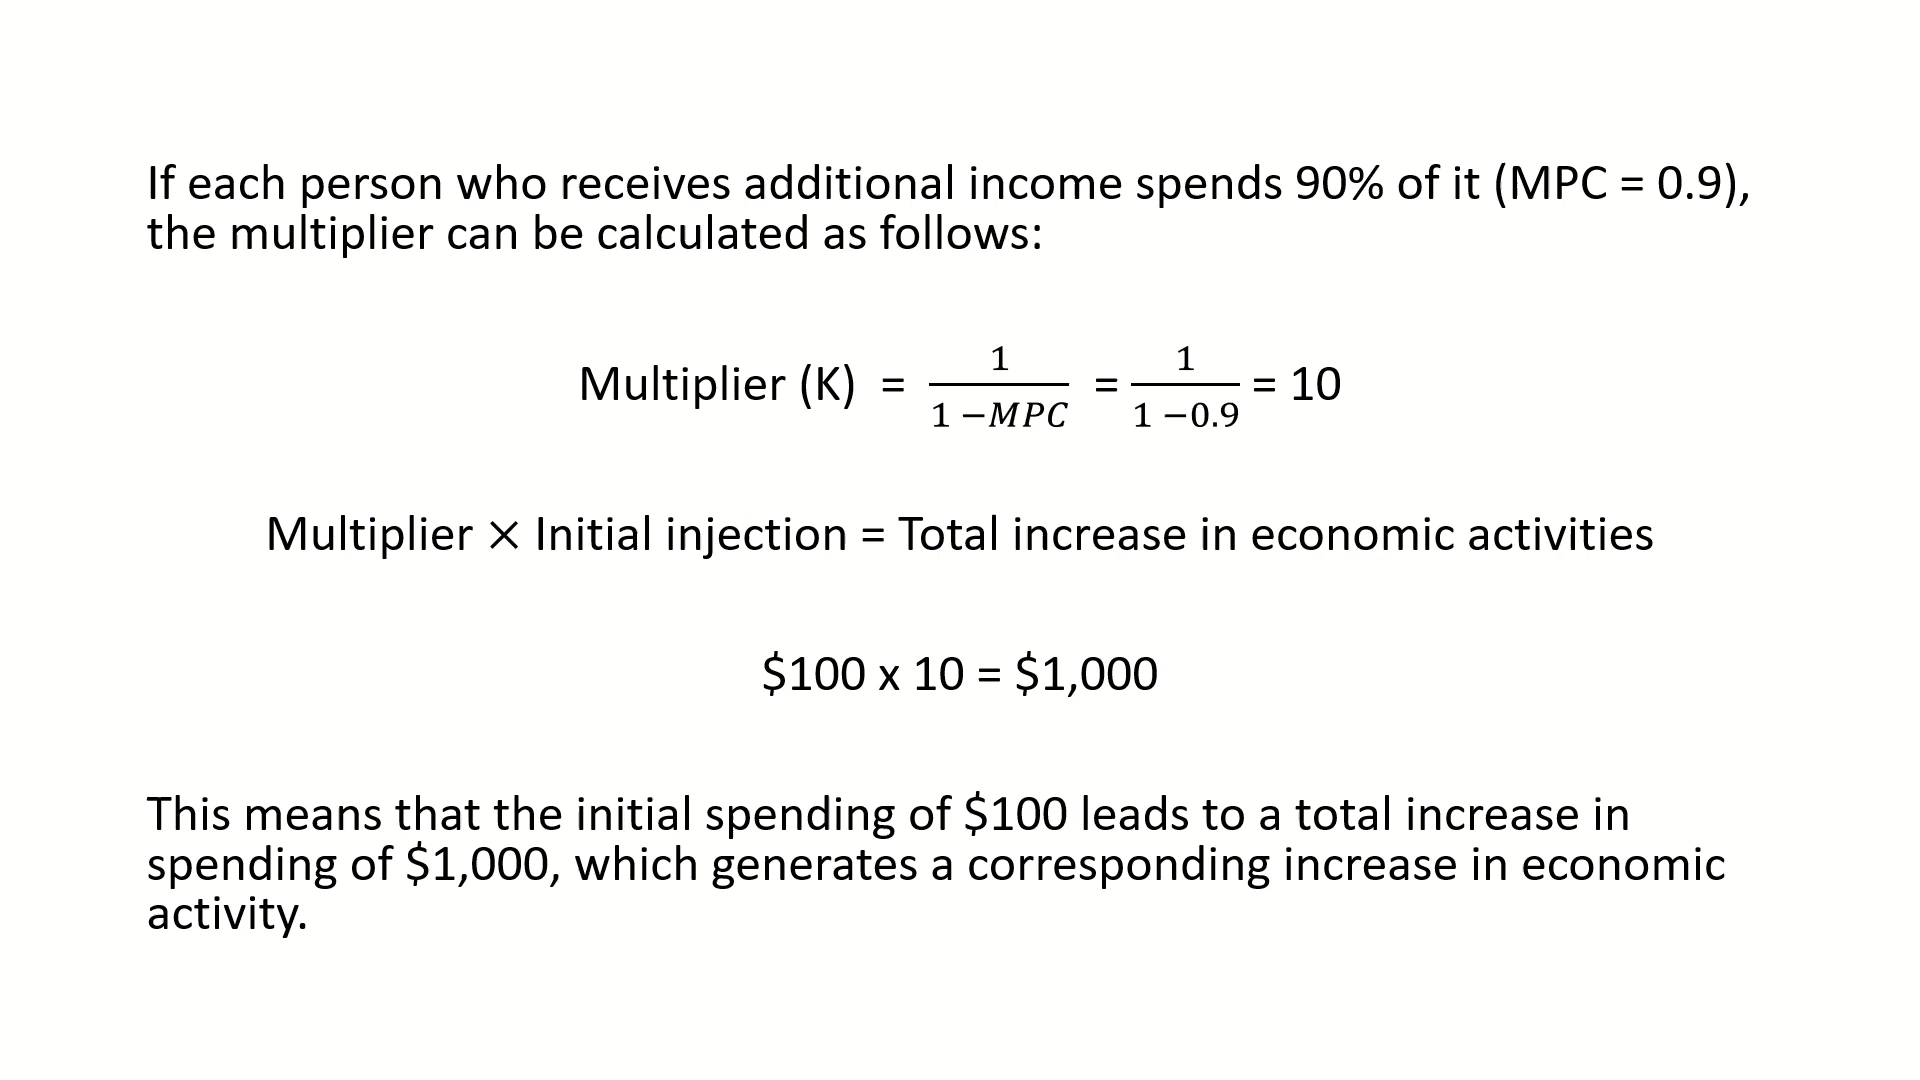 If each person who receives additional income spends 90% of it (MPC = 0.9),
the multiplier can be calculated as follows:
Multiplier (K) = \frac{1}{1 - MPC} = \frac{1}{1 - 0.9} = 10
Multiplier × Initial injection = Total increase in economic activities
$100 x 10 = $1,000
This means that the initial spending of $100 leads to a total increase in
spending of $1,000, which generates a corresponding increase in economic
activity.